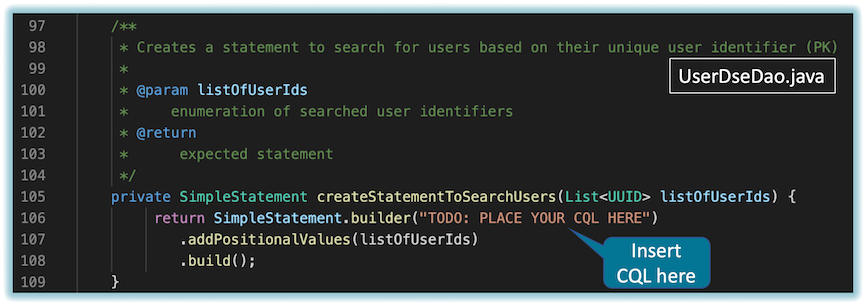 97 /**
98 * Creates a statement to search for users based on their unique user identifier (PK)
99 *
UserDseDao.java
100 * @param listOfUserIds
101 * enumeration of searched user identifiers
102 * @return
103 * expected statement
104 */
105 private SimpleStatement createStatementToSearchUsers(List<UUID> listOfUserIds) {
106 return SimpleStatement.builder("TODO: PLACE YOUR CQL HERE")
107 .addPositionalValues(listOfUserIds)
108 .build();
109 }
Insert
CQL here